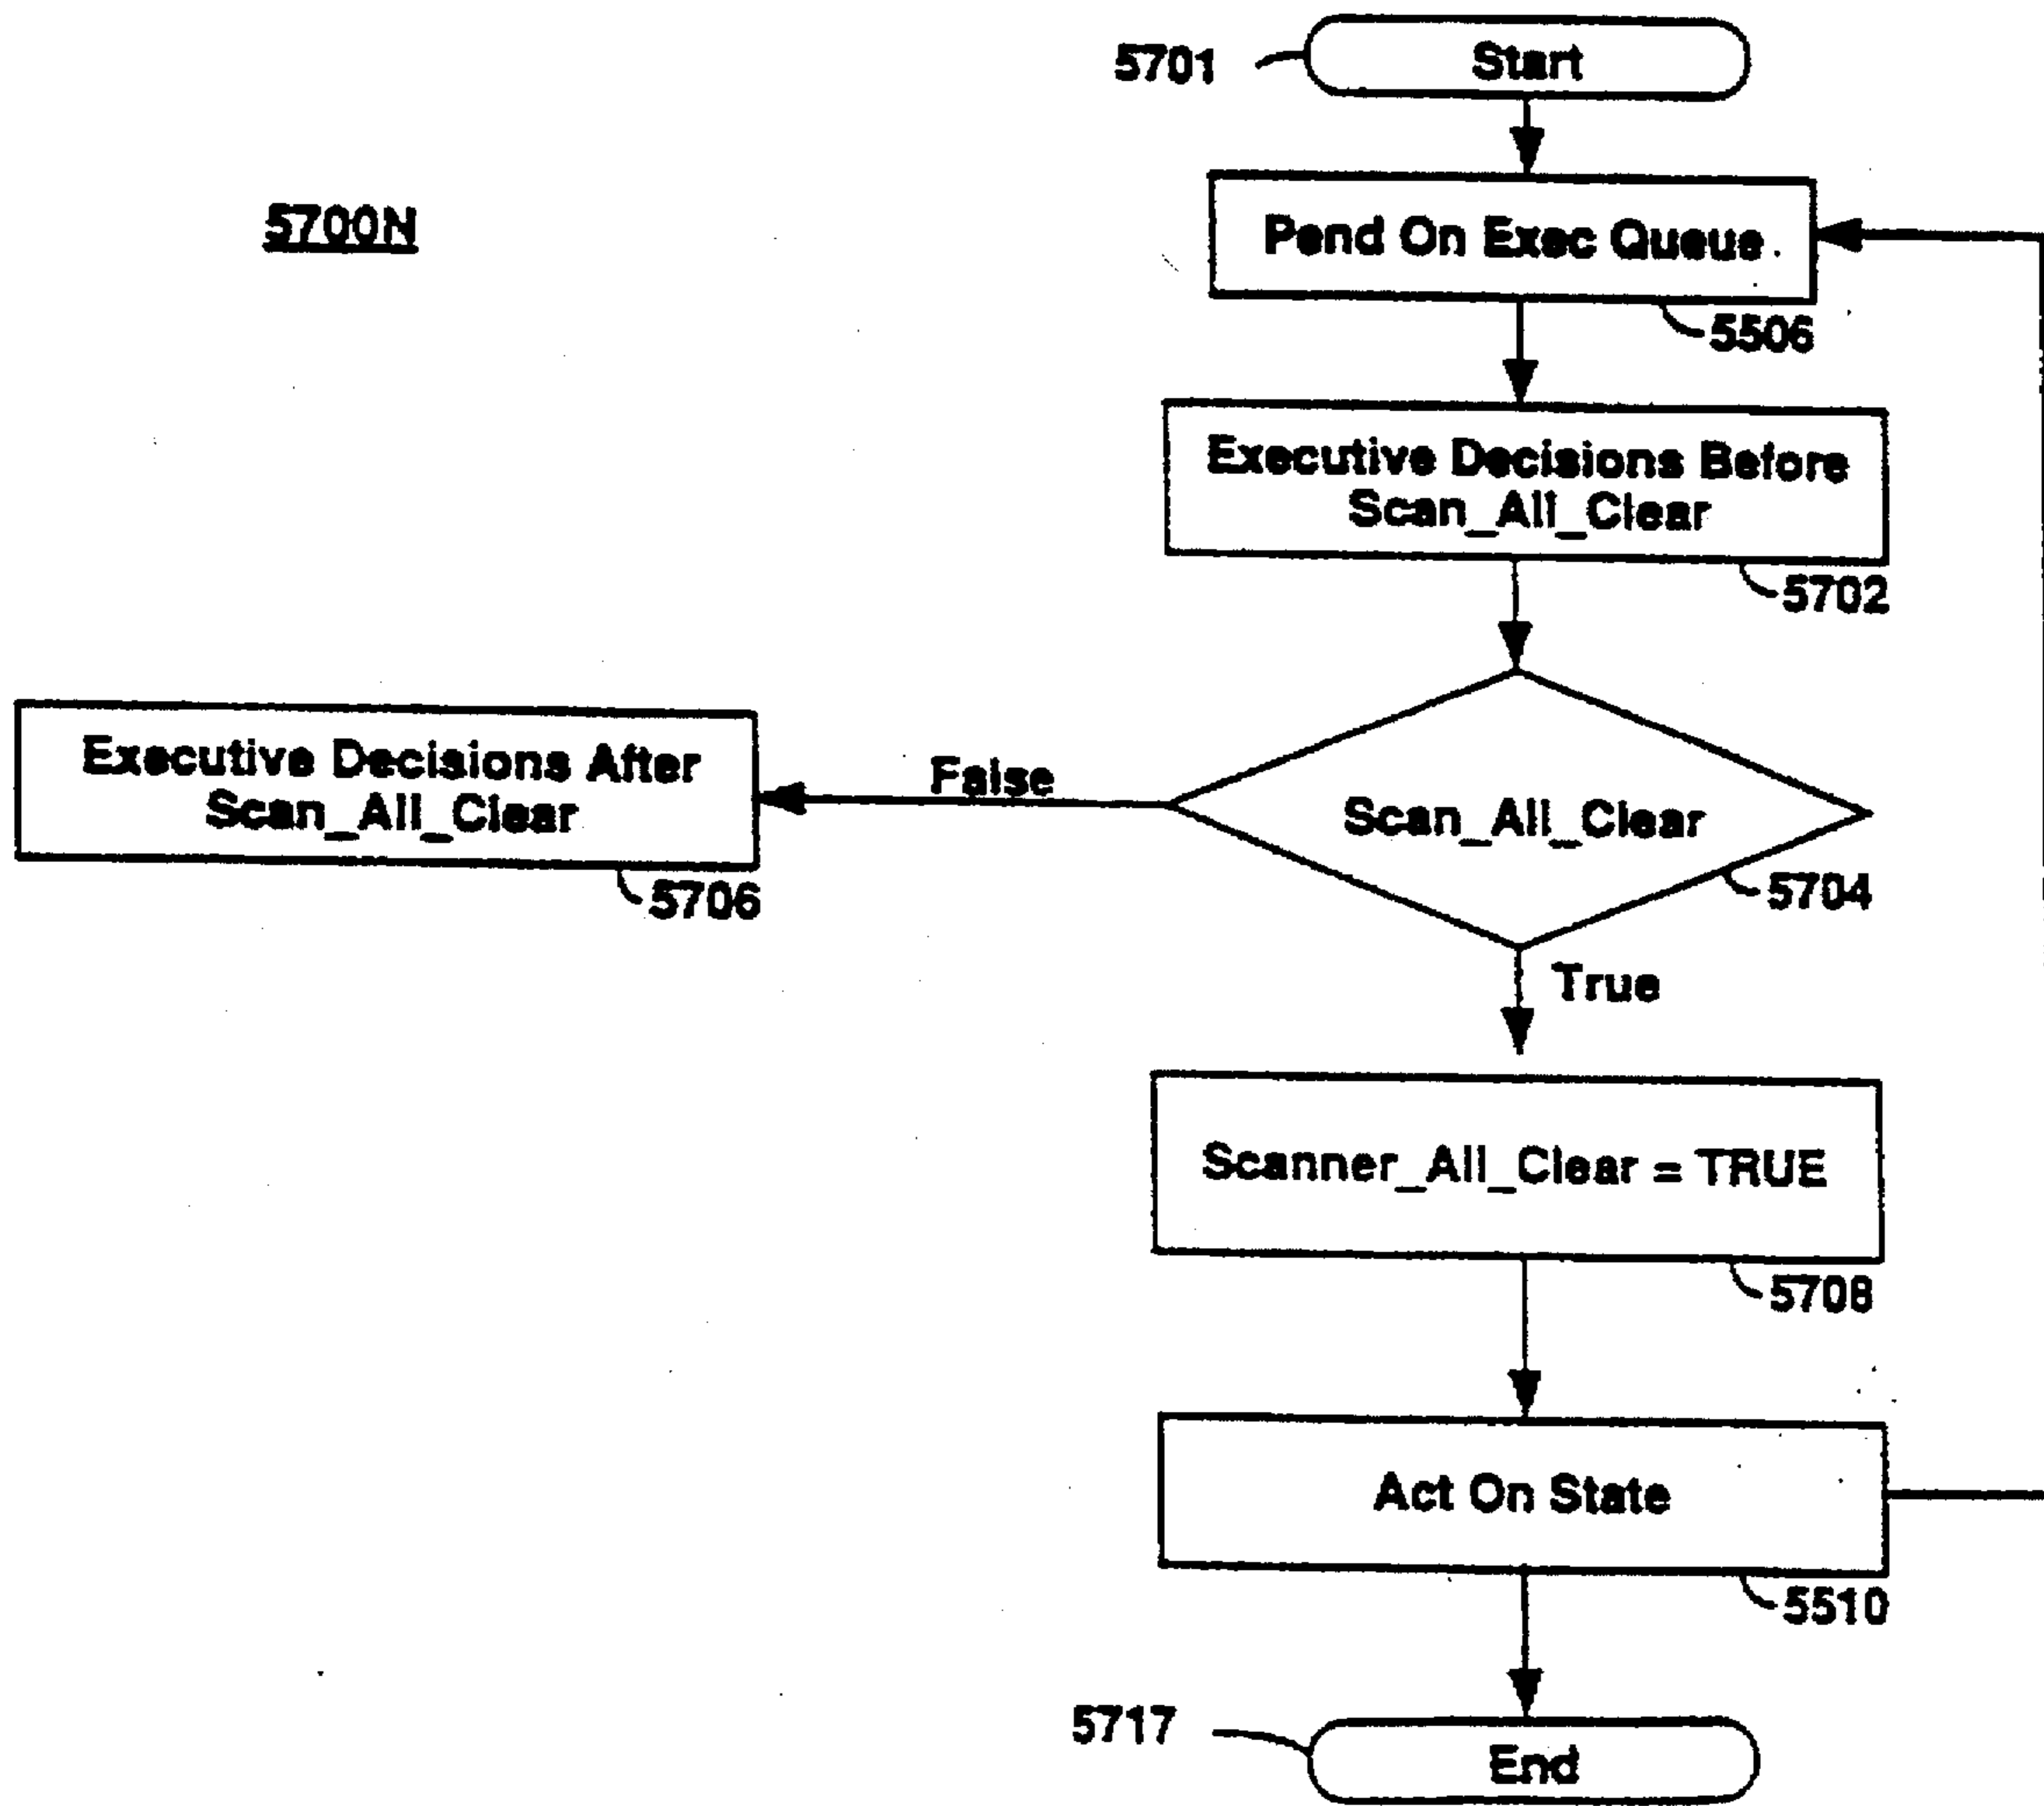 5701
Start
5700N
Pend On Exec Queue
5506
Executive Decisions Before
Scan_All_Clear
5702
Executive Decisions After
Scan_All_Clear
5706
False
Scan_All_Clear
5704
True
Scanner_All_Clear = TRUE
5708
Act On State
5510
5717
End